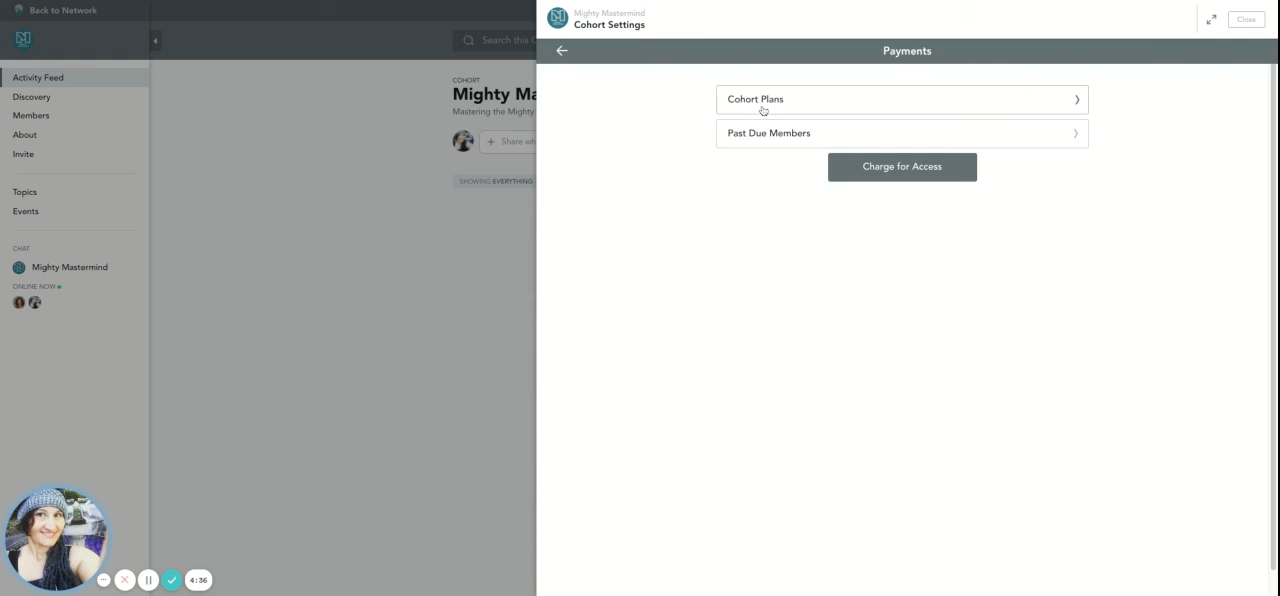 Back to Network
Search this C
Activity Feed
Discovery
Members
About
Invite
Topics
Events
CHAT
Mighty Mastermind
ONLINE NOW
COHORT
Mighty Ma
Mastering the Mighty
+ Share wh
SHOWING EVERYTHING
4:36
Mighty Mastermind
Cohort Settings
Close
Payments
Cohort Plans
Past Due Members
Charge for Access